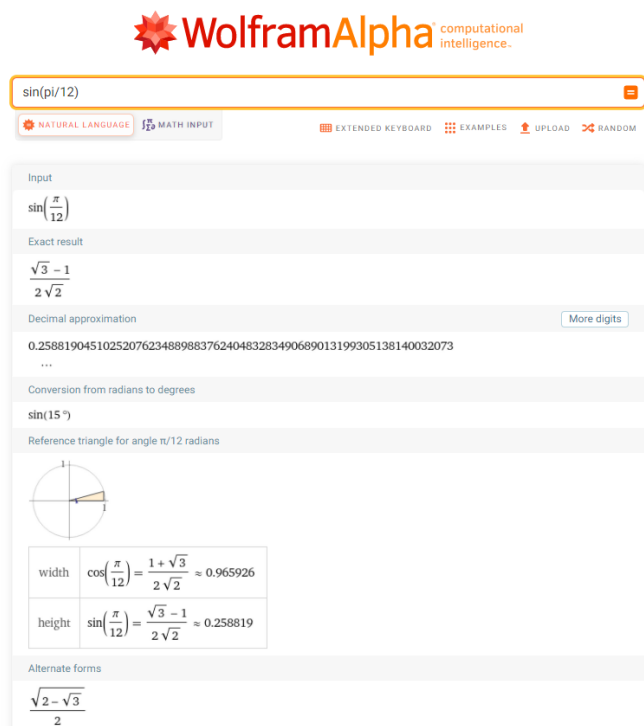 WolframAlpha computational intelligence™
sin(pi/12)
NATURAL LANGUAGE MATH INPUT EXTENDED KEYBOARD EXAMPLES UPLOAD RANDOM
Input
sin(π/12)
Exact result
(√3 − 1)/(2√2)
Decimal approximation More digits
0.2588190451025207623488988376240483283490689013199305138140032073
…
Conversion from radians to degrees
sin(15 °)
Reference triangle for angle π/12 radians
1
1
width cos(π/12) = (1 + √3)/(2√2) ≈ 0.965926
height sin(π/12) = (√3 − 1)/(2√2) ≈ 0.258819
Alternate forms
√(2 − √3)/2